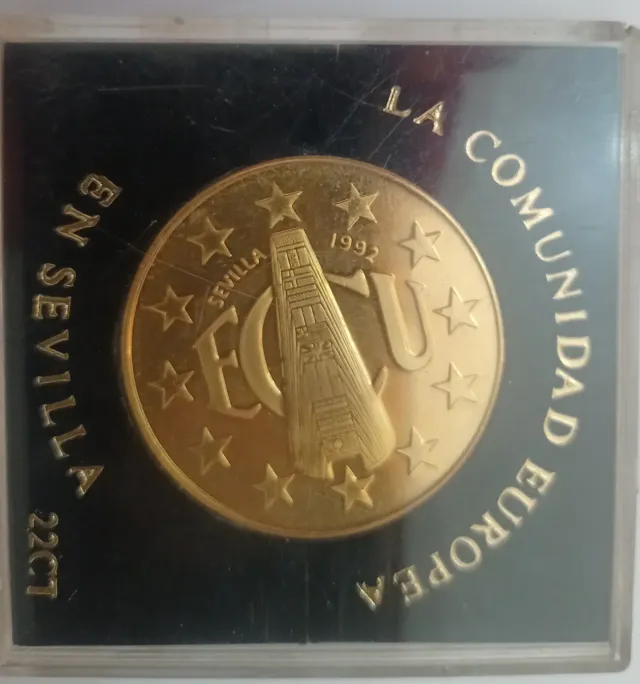 LA COMUNIDAD EUROPEA
EN SEVILLA 22CT
SEVILLA 1992
ECU